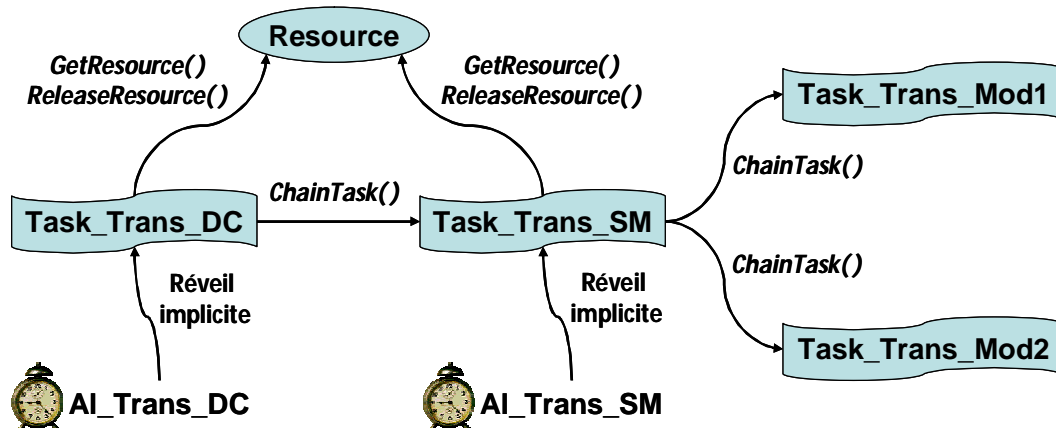 Resource
GetResource()
ReleaseResource()
GetResource()
ReleaseResource()
Task_Trans_Mod1
ChainTask()
ChainTask()
Task_Trans_DC
Task_Trans_SM
ChainTask()
Réveil
implicite
Réveil
implicite
Task_Trans_Mod2
Al_Trans_DC
Al_Trans_SM